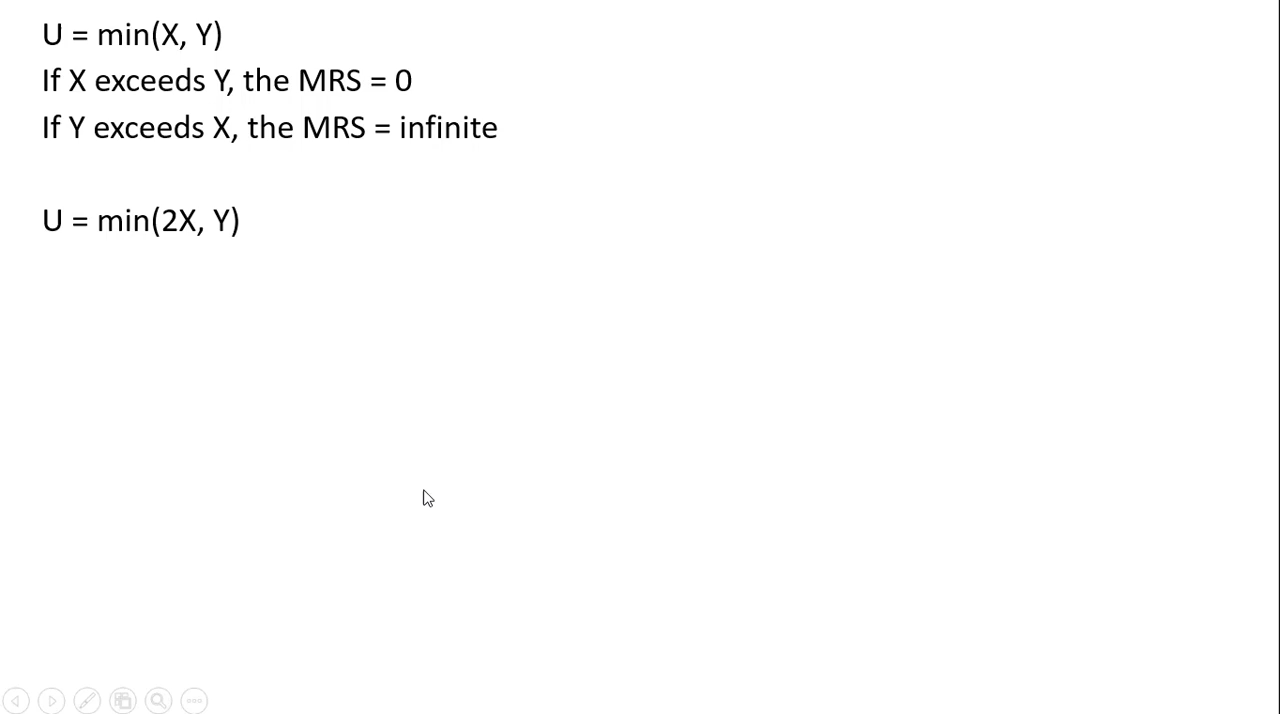 U = min(X, Y)
If X exceeds Y, the MRS = 0
If Y exceeds X, the MRS = infinite
U = min(2X, Y)